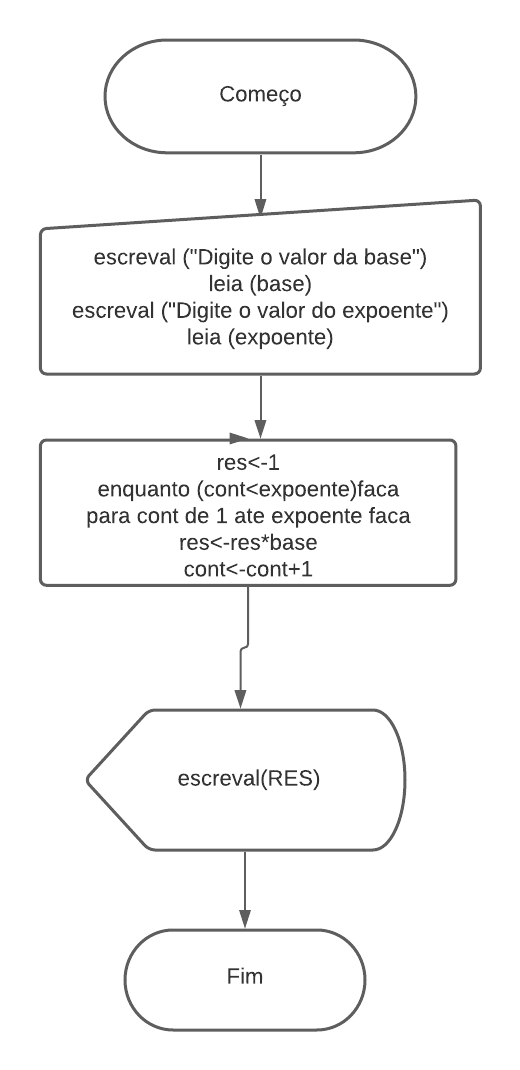 Começo
escreval ("Digite o valor da base")
leia (base)
escreval ("Digite o valor do expoente")
leia (expoente)
res<-1
enquanto (cont<expoente)faca
para cont de 1 ate expoente faca
res<-res*base
cont<-cont+1
escreval(RES)
Fim